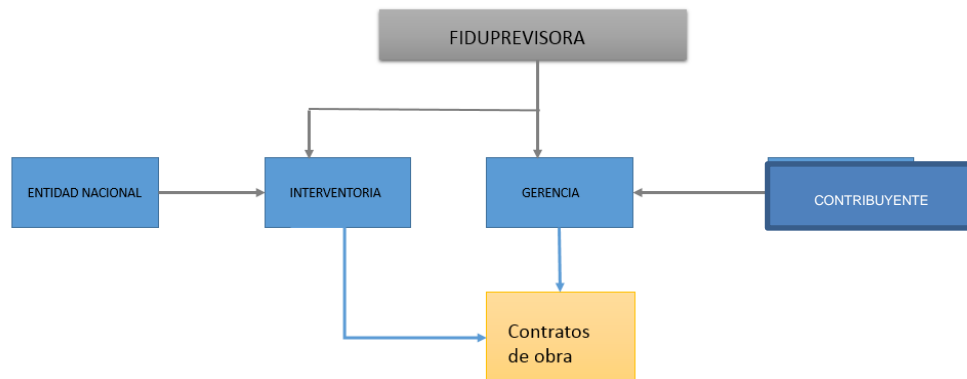 FIDUPREVISORA
ENTIDAD NACIONAL
INTERVENTORIA
GERENCIA
CONTRIBUYENTE
Contratos
de obra